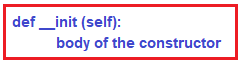 def __init (self):
body of the constructor